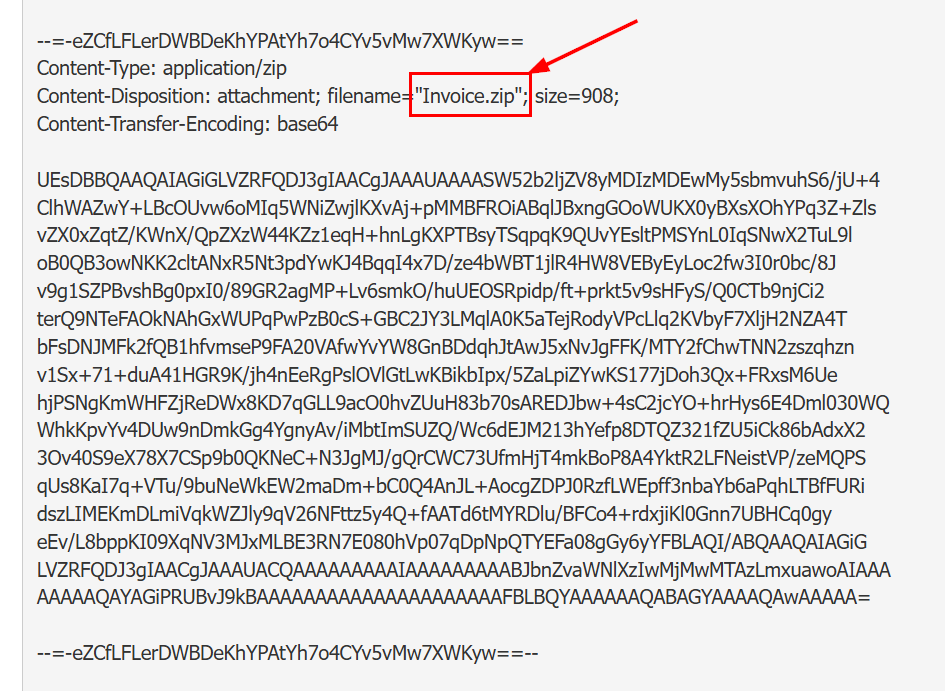 --=-eZCfLFLerDWBDeKhYPAtYh7o4CYv5vMw7XWKyw==
Content-Type: application/zip
Content-Disposition: attachment; filename="Invoice.zip"; size=908;
Content-Transfer-Encoding: base64
UEsDBBQAAQAIAGiGLVZRFQDJ3gIAACgJAAAUAAAASW52b2ljZV8yMDIzMDEwMy5sbmvuhS6/jU+4
ClhWAZwY+LBcOUvw6oMIq5WNiZwjlKXvAj+pMMBFROiABqlJBxngGOoWUKX0yBXsXOhYPq3Z+Zls
vZX0xZqtZ/KWnX/QpZXzW44KZz1eqH+hnLgKXPTBsyTSqpqK9QUvYEsltPMSYnL0IqSNwX2TuL9l
oB0QB3owNKK2cltANxR5Nt3pdYwKJ4BqqI4x7D/ze4bWBT1jlR4HW8VEByEyLoc2fw3I0r0bc/8J
v9g1SZPBvshBg0pxI0/89GR2agMP+Lv6smkO/huUEOSRpidp/ft+prkt5v9sHFyS/Q0CTb9njCi2
terQ9NTeFAOkNAhGxWUPqPwPzB0cS+GBC2JY3LMqlA0K5aTejRodyVPcLlq2KVbyF7XljH2NZA4T
bFsDNJMFk2fQB1hfvmseP9FA20VAfwYvYW8GnBDdqhJtAwJ5xNvJgFFK/MTY2fChwTNN2zszqhzn
v1Sx+71+duA41HGR9K/jh4nEeRgPslOVlGtLwKBikbIpx/5ZaLpiZYwKS177jDoh3Qx+FRxsM6Ue
hjPSNgKmWHFZjReDWx8KD7qGLL9acO0hvZUuH83b70sAREDJbw+4sC2jcYO+hrHys6E4Dml030WQ
WhkKpvYv4DUw9nDmkGg4YgnyAv/iMbtImSUZQ/Wc6dEJM213hYefp8DTQZ321fZU5iCk86bAdxX2
3Ov40S9eX78X7CSp9b0QKNeC+N3JgMJ/gQrCWC73UfmHjT4mkBoP8A4YktR2LFNeistVP/zeMQPS
qUs8KaI7q+VTu/9buNeWkEW2maDm+bC0Q4AnJL+AocgZDPJ0RzfLWEpff3nbaYb6aPqhLTBfFURi
dszLIMEKmDLmiVqkWZJly9qV26NFttz5y4Q+fAATd6tMYRDlu/BFCo4+rdxjiKl0Gnn7UBHCq0gy
eEv/L8bppKI09XqNV3MJxMLBE3RN7E080hVp07qDpNpQTYEFa08gGy6yYFBLAQI/ABQAAQAIAGiG
LVZRFQDJ3gIAACgJAAAUACQAAAAAAAAAIAAAAAAAAABJbnZvaWNlXzIwMjMwMTAzLmxuawoAIAAA
AAAAAQAYAGiPRUBvJ9kBAAAAAAAAAAAAAAAAAAAAAFBLBQYAAAAAAQABAGYAAAAQAwAAAAA=
--=-eZCfLFLerDWBDeKhYPAtYh7o4CYv5vMw7XWKyw==--